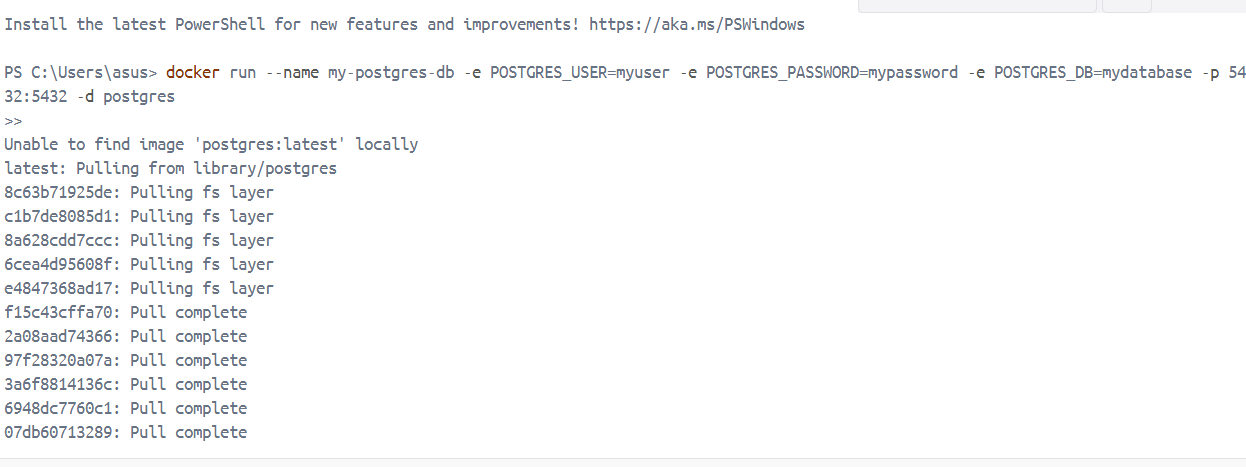 Install the latest PowerShell for new features and improvements! https://aka.ms/PSWindows
PS C:\Users\asus> docker run --name my-postgres-db -e POSTGRES_USER=myuser -e POSTGRES_PASSWORD=mypassword -e POSTGRES_DB=mydatabase -p 54
32:5432 -d postgres
>>
Unable to find image 'postgres:latest' locally
latest: Pulling from library/postgres
8c63b71925de: Pulling fs layer
c1b7de8085d1: Pulling fs layer
8a628cdd7ccc: Pulling fs layer
6cea4d95608f: Pulling fs layer
e4847368ad17: Pulling fs layer
f15c43cffa70: Pull complete
2a08aad74366: Pull complete
97f28320a07a: Pull complete
3a6f8814136c: Pull complete
6948dc7760c1: Pull complete
07db60713289: Pull complete